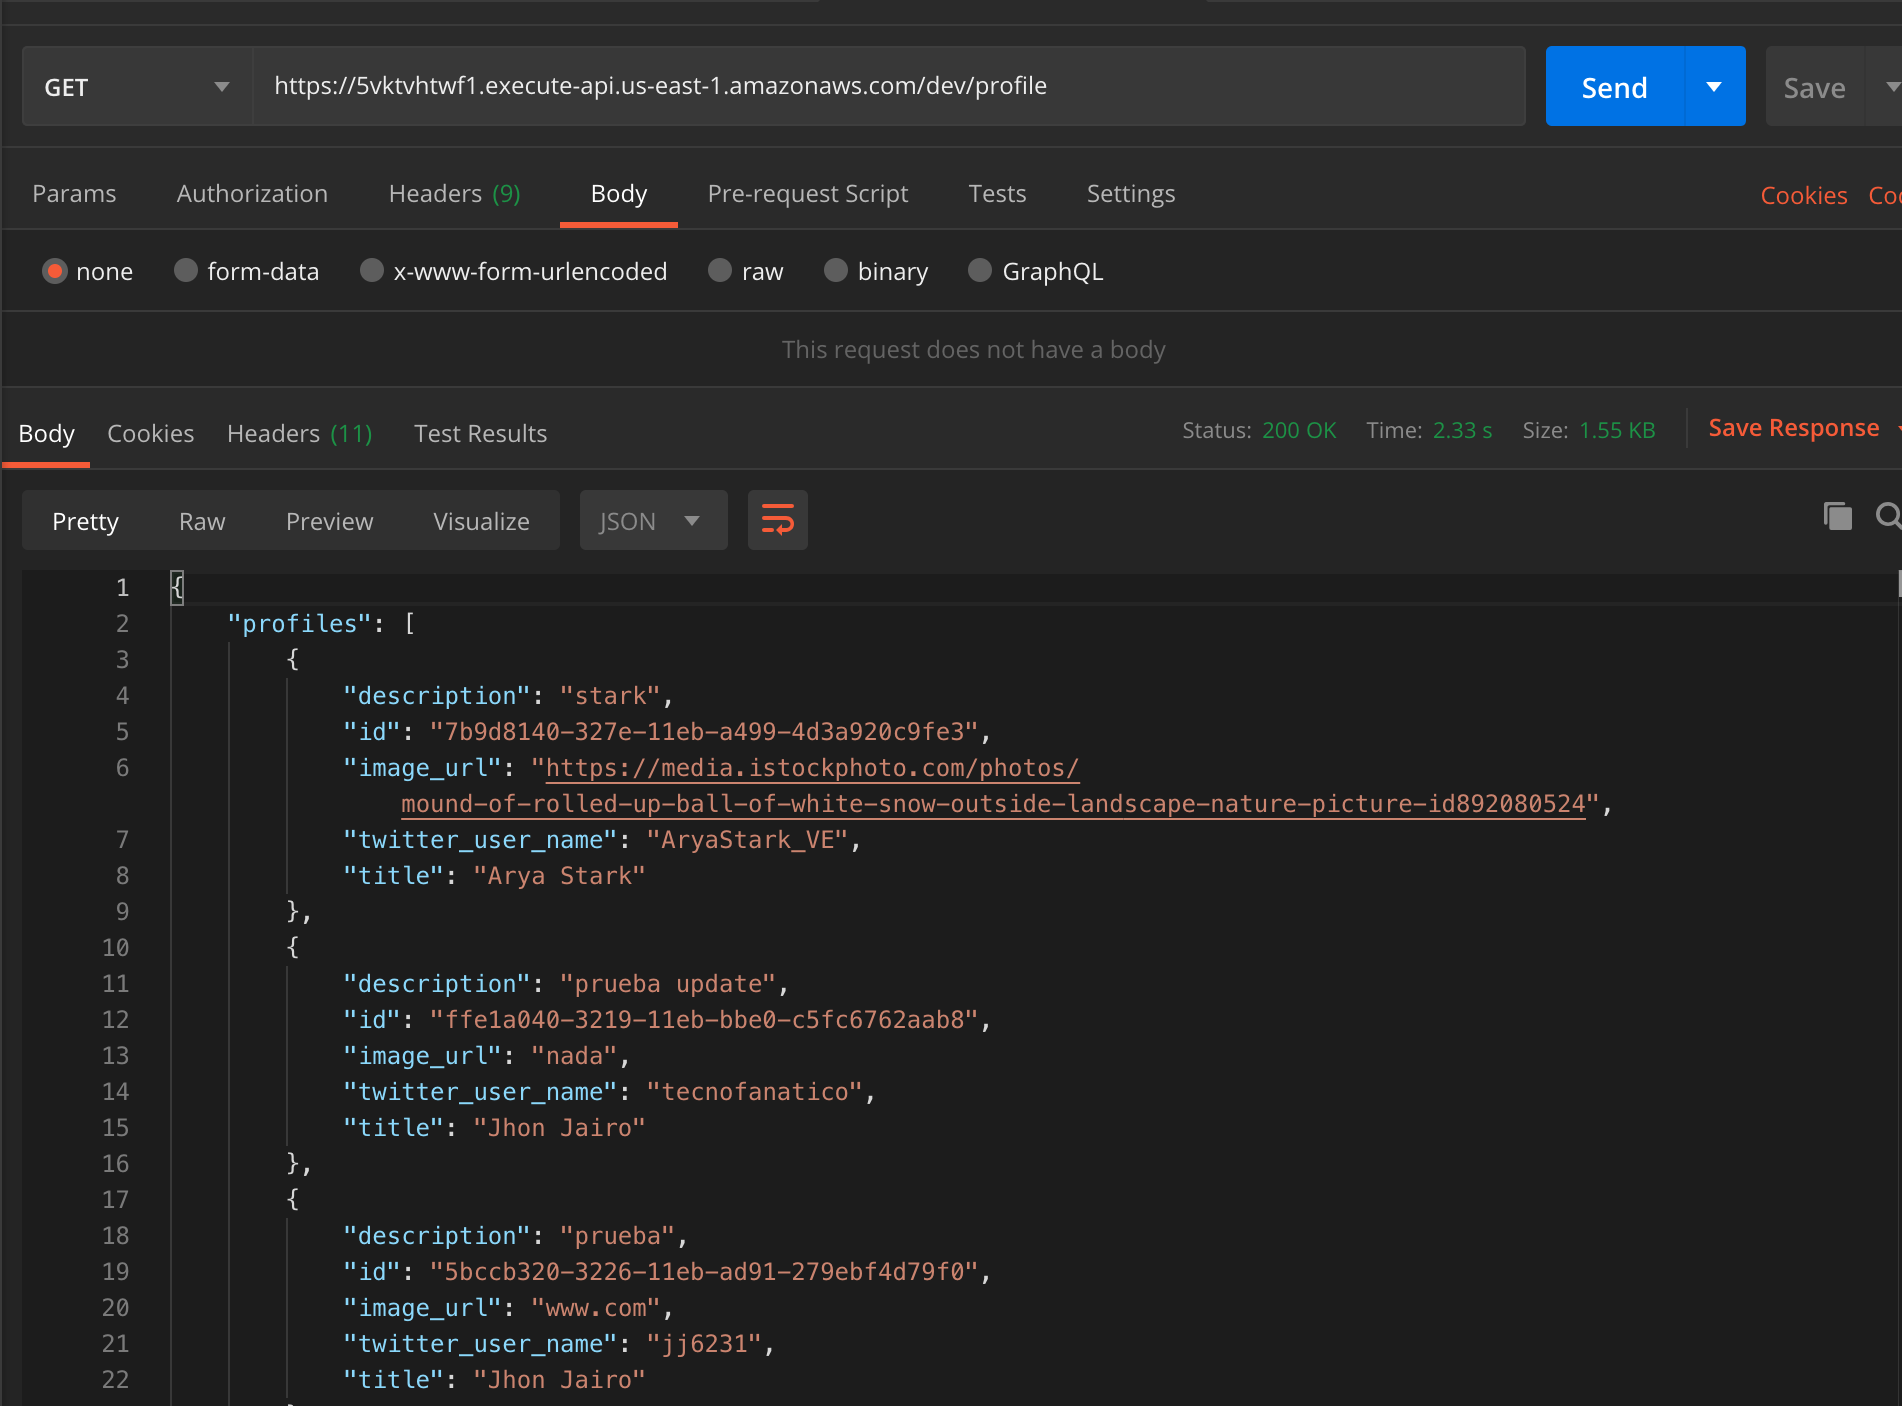 GET https://5vktvhtwf1.execute-api.us-east-1.amazonaws.com/dev/profile Send Save
Params Authorization Headers (9) Body Pre-request Script Tests Settings Cookies
none form-data x-www-form-urlencoded raw binary GraphQL
This request does not have a body
Body Cookies Headers (11) Test Results Status: 200 OK Time: 2.33 s Size: 1.55 KB Save Response
Pretty Raw Preview Visualize JSON
1 {
2 "profiles": [
3 {
4 "description": "stark",
5 "id": "7b9d8140-327e-11eb-a499-4d3a920c9fe3",
6 "image_url": "https://media.istockphoto.com/photos/
mound-of-rolled-up-ball-of-white-snow-outside-landscape-nature-picture-id892080524",
7 "twitter_user_name": "AryaStark_VE",
8 "title": "Arya Stark"
9 },
10 {
11 "description": "prueba update",
12 "id": "ffe1a040-3219-11eb-bbe0-c5fc6762aab8",
13 "image_url": "nada",
14 "twitter_user_name": "tecnofanatico",
15 "title": "Jhon Jairo"
16 },
17 {
18 "description": "prueba",
19 "id": "5bccb320-3226-11eb-ad91-279ebf4d79f0",
20 "image_url": "www.com",
21 "twitter_user_name": "jj6231",
22 "title": "Jhon Jairo"